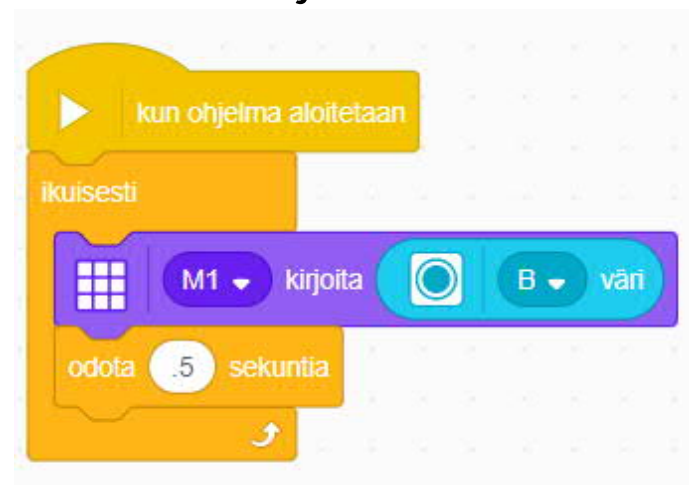 kun ohjelma aloitetaan
ikuisesti
M1 kirjoita B väri
odota .5 sekuntia